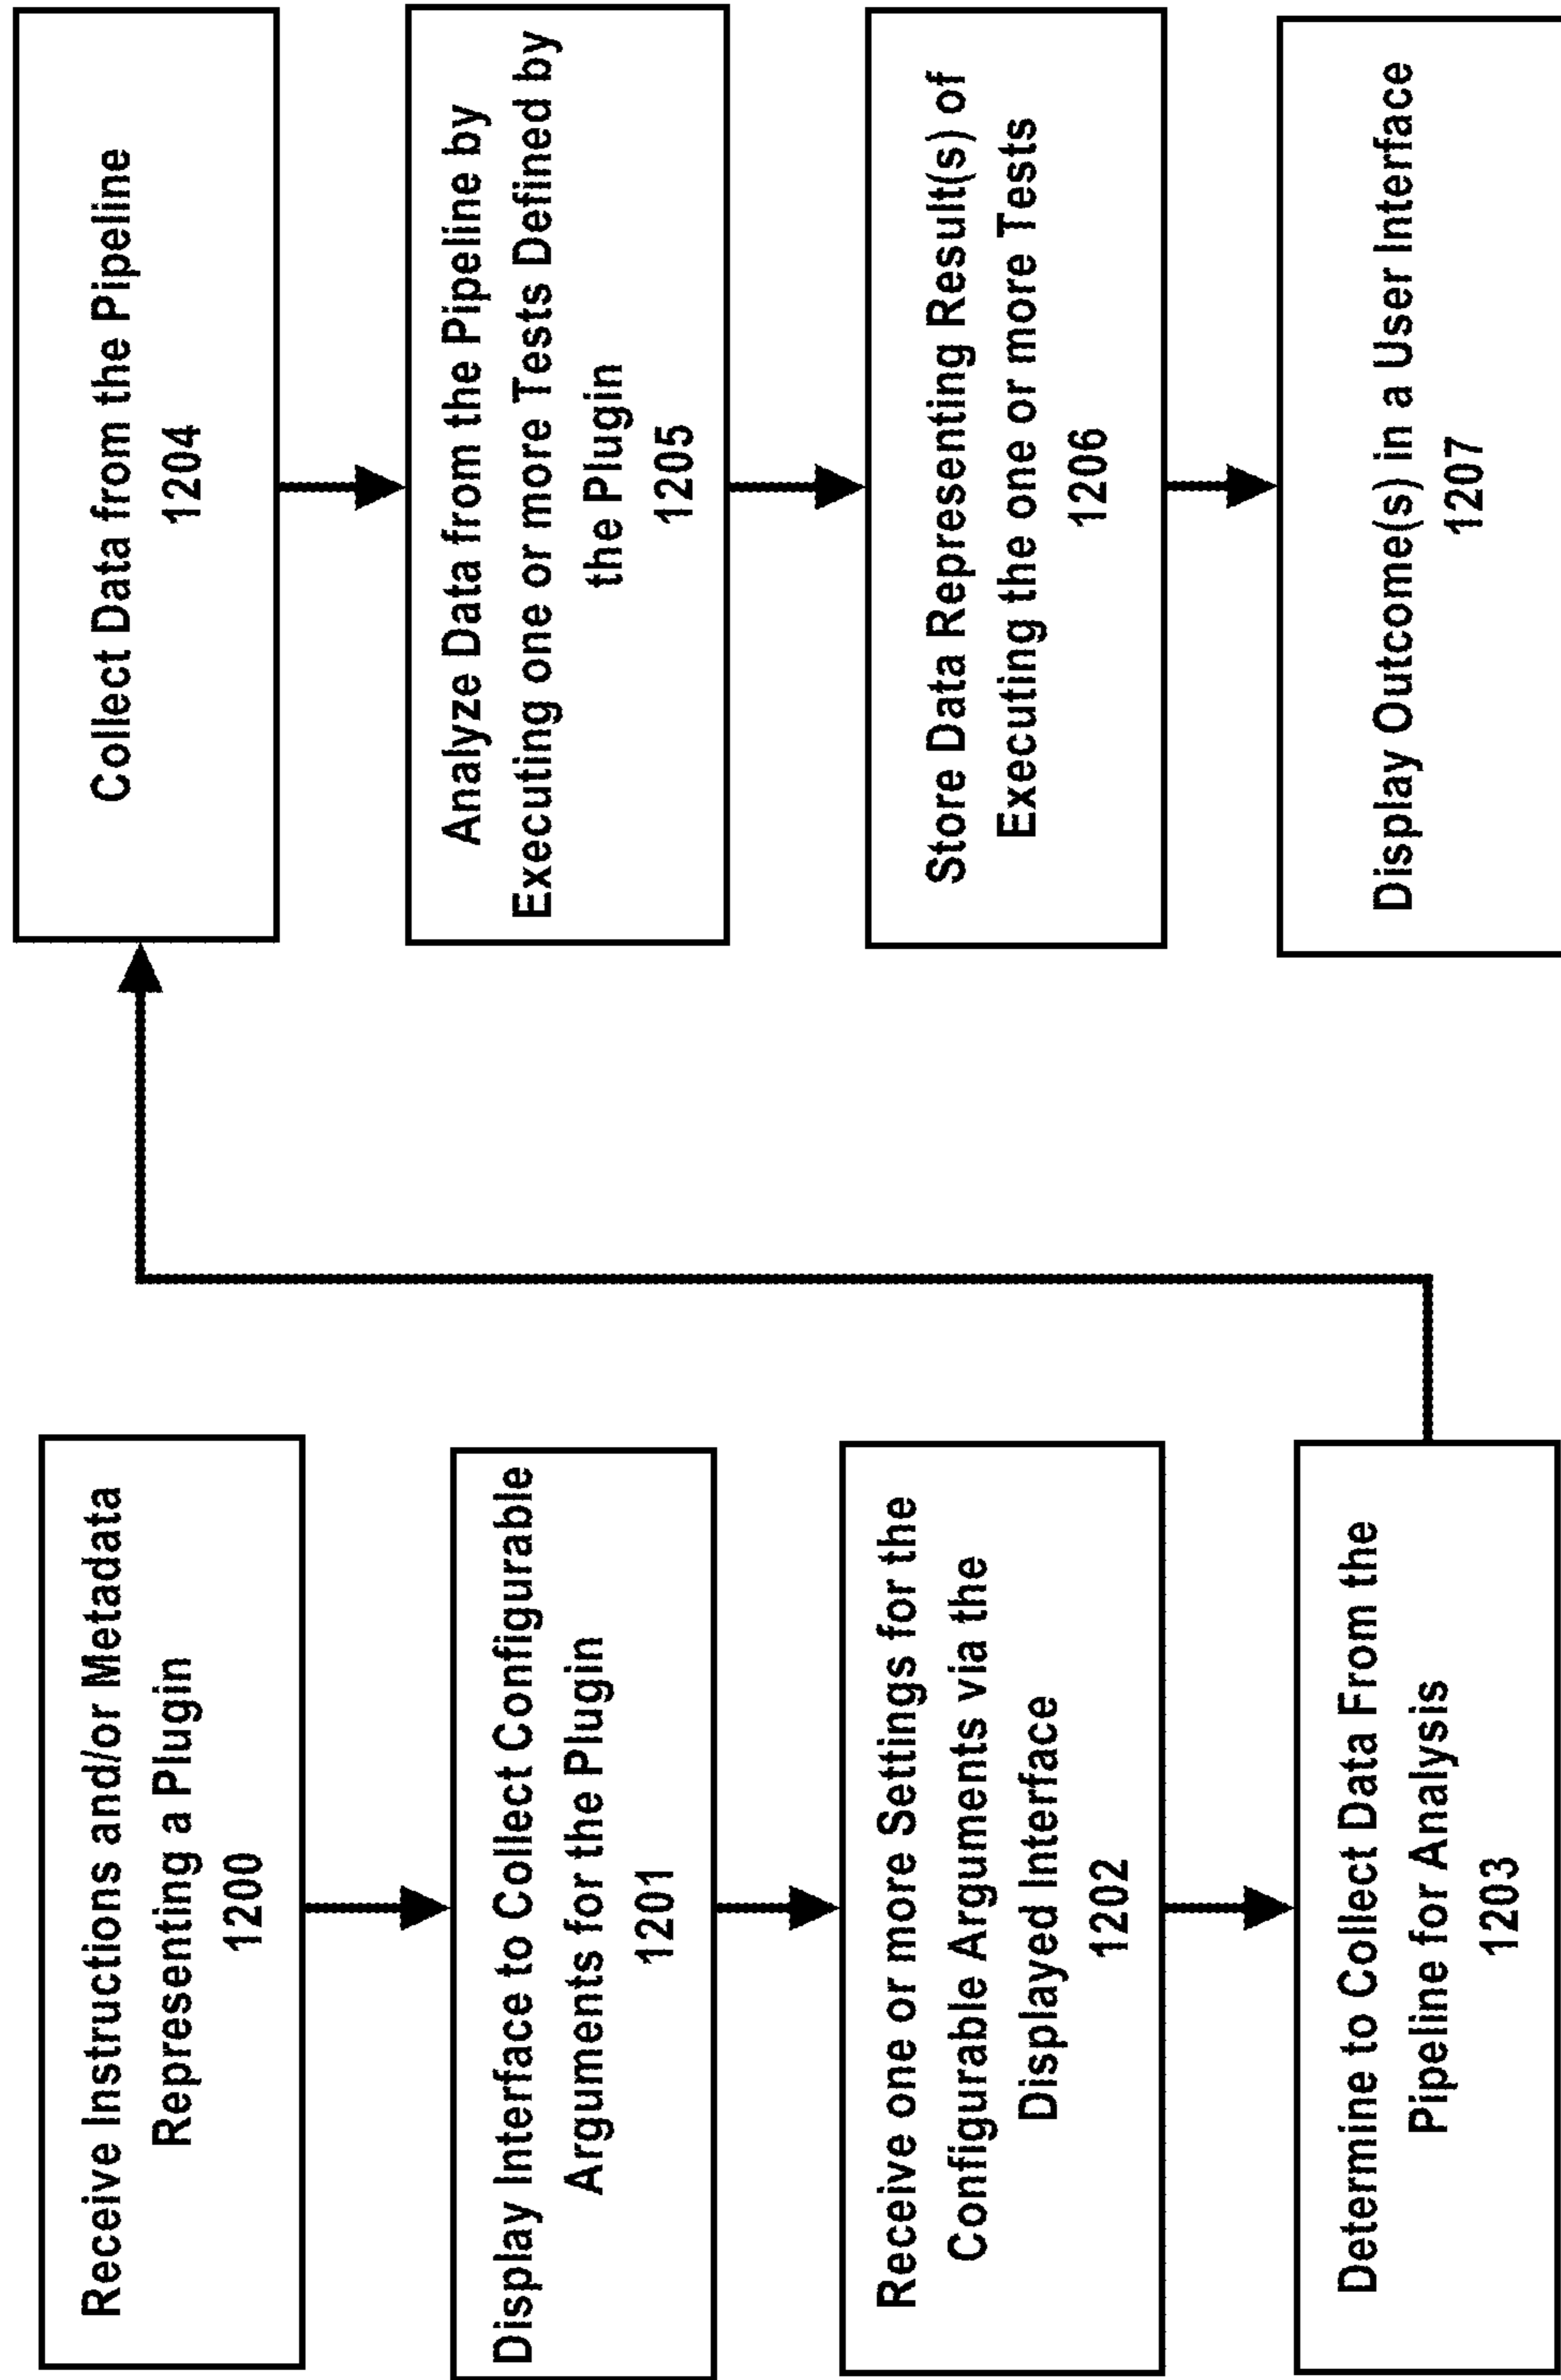 Receive Instructions and/or Metadata
Representing a Plugin
1200
Display Interface to Collect Configurable
Arguments for the Plugin
1201
Receive one or more Settings for the
Configurable Arguments via the
Displayed Interface
1202
Determine to Collect Data From the
Pipeline for Analysis
1203
Collect Data from the Pipeline
1204
Analyze Data from the Pipeline by
Executing one or more Tests Defined by
the Plugin
1205
Store Data Representing Result(s) of
Executing the one or more Tests
1206
Display Outcome(s) in a User Interface
1207